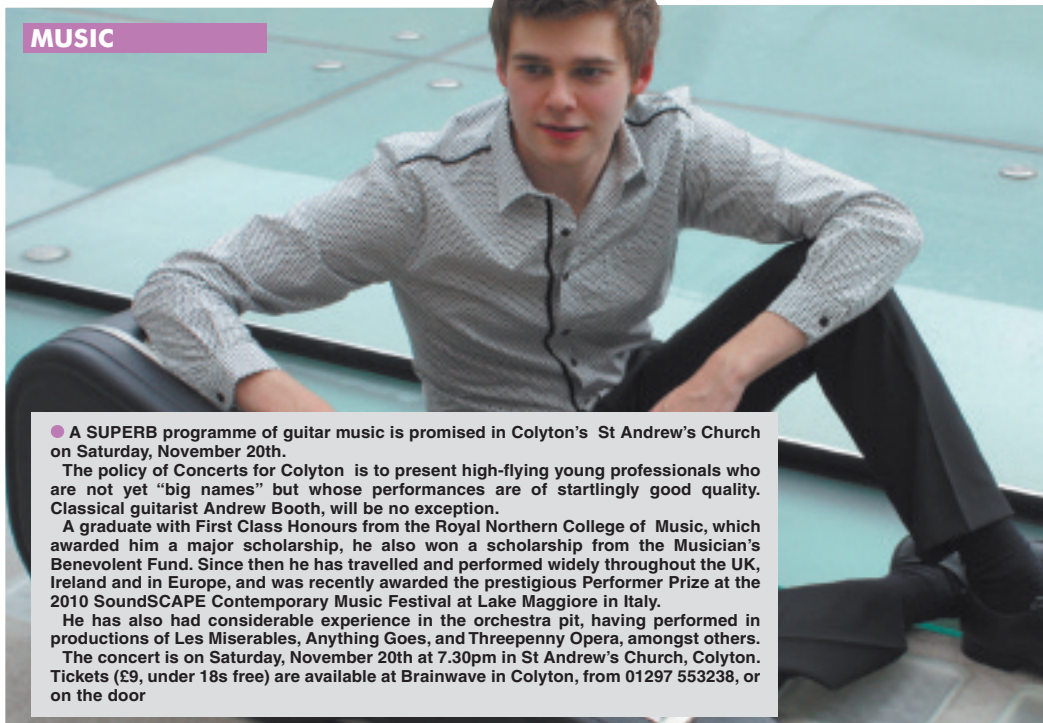 MUSIC
● A SUPERB programme of guitar music is promised in Colyton's St Andrew's Church
on Saturday, November 20th.
The policy of Concerts for Colyton is to present high-flying young professionals who
are not yet “big names” but whose performances are of startlingly good quality.
Classical guitarist Andrew Booth, will be no exception.
A graduate with First Class Honours from the Royal Northern College of Music, which
awarded him a major scholarship, he also won a scholarship from the Musician's
Benevolent Fund. Since then he has travelled and performed widely throughout the UK,
Ireland and in Europe, and was recently awarded the prestigious Performer Prize at the
2010 SoundSCAPE Contemporary Music Festival at Lake Maggiore in Italy.
He has also had considerable experience in the orchestra pit, having performed in
productions of Les Miserables, Anything Goes, and Threepenny Opera, amongst others.
The concert is on Saturday, November 20th at 7.30pm in St Andrew's Church, Colyton.
Tickets (£9, under 18s free) are available at Brainwave in Colyton, from 01297 553238, or
on the door